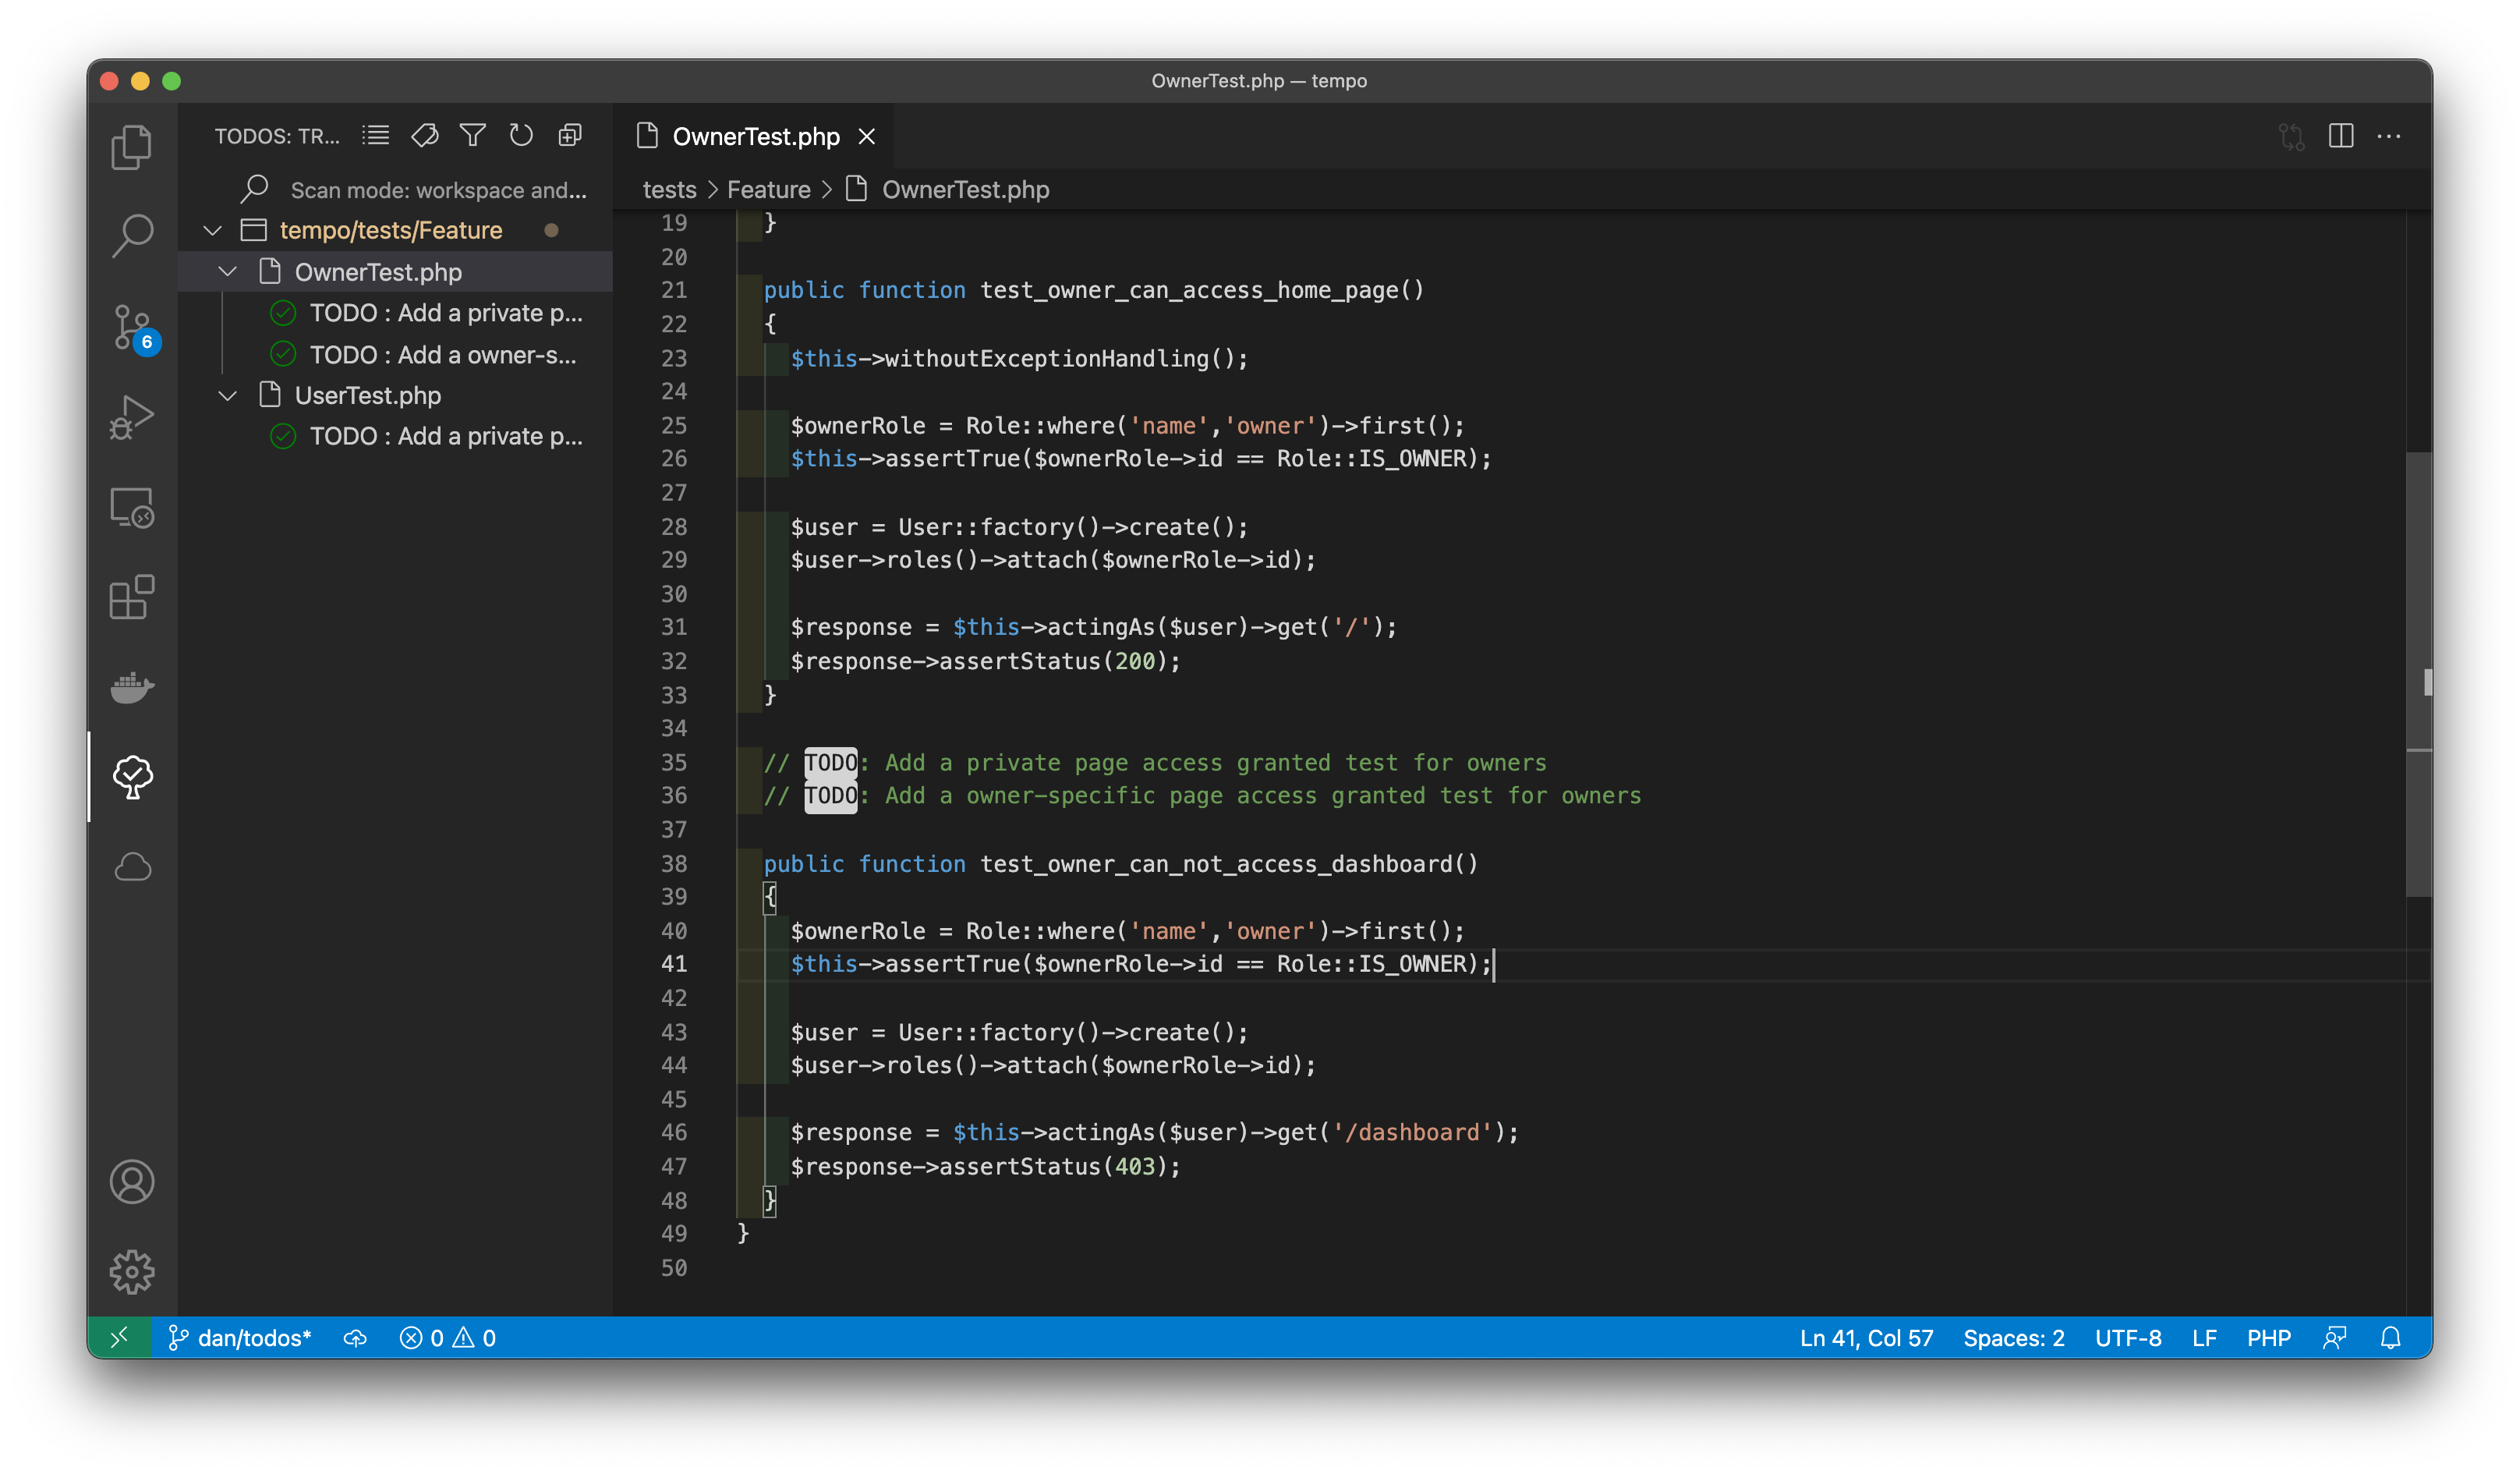 OwnerTest.php — tempo
TODOS: TR...
Scan mode: workspace and...
tempo/tests/Feature
OwnerTest.php
TODO : Add a private p...
TODO : Add a owner-s...
UserTest.php
TODO : Add a private p...
6
OwnerTest.php
tests > Feature > OwnerTest.php
19 }
20
21 public function test_owner_can_access_home_page()
22 {
23 $this->withoutExceptionHandling();
24
25 $ownerRole = Role::where('name','owner')->first();
26 $this->assertTrue($ownerRole->id == Role::IS_OWNER);
27
28 $user = User::factory()->create();
29 $user->roles()->attach($ownerRole->id);
30
31 $response = $this->actingAs($user)->get('/');
32 $response->assertStatus(200);
33 }
34
35 // TODO: Add a private page access granted test for owners
36 // TODO: Add a owner-specific page access granted test for owners
37
38 public function test_owner_can_not_access_dashboard()
39 {
40 $ownerRole = Role::where('name','owner')->first();
41 $this->assertTrue($ownerRole->id == Role::IS_OWNER);
42
43 $user = User::factory()->create();
44 $user->roles()->attach($ownerRole->id);
45
46 $response = $this->actingAs($user)->get('/dashboard');
47 $response->assertStatus(403);
48 }
49 }
50
dan/todos* 0 0 Ln 41, Col 57 Spaces: 2 UTF-8 LF PHP